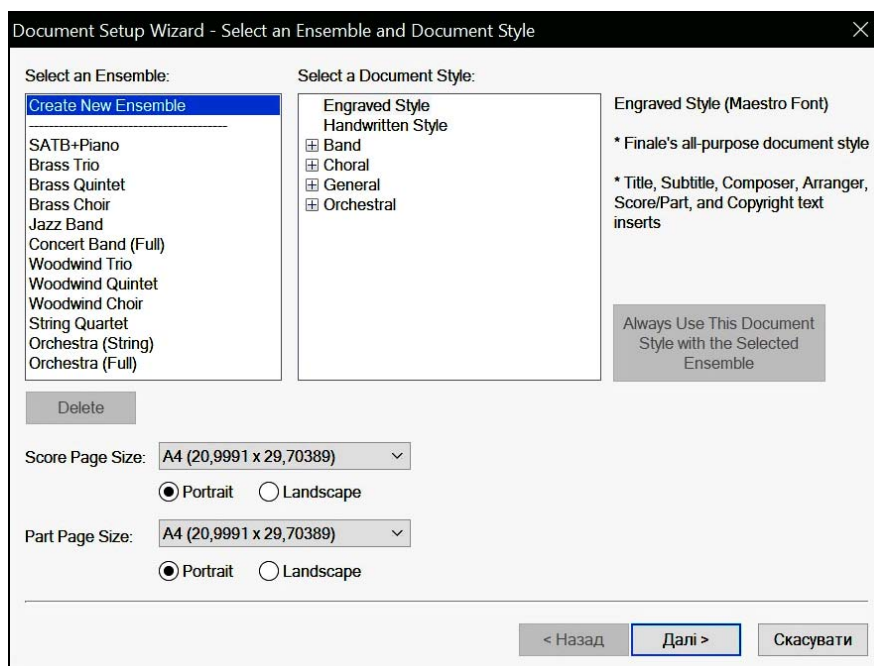 Document Setup Wizard - Select an Ensemble and Document Style
Select an Ensemble:
Create New Ensemble
SATB+Piano
Brass Trio
Brass Quintet
Brass Choir
Jazz Band
Concert Band (Full)
Woodwind Trio
Woodwind Quintet
Woodwind Choir
String Quartet
Orchestra (String)
Orchestra (Full)
Delete
Select a Document Style:
Engraved Style
Handwritten Style
Band
Choral
General
Orchestral
Engraved Style (Maestro Font)
* Finale's all-purpose document style
* Title, Subtitle, Composer, Arranger,
Score/Part, and Copyright text
inserts
Always Use This Document
Style with the Selected
Ensemble
Score Page Size: A4 (20,9991 x 29,70389)
Portrait Landscape
Part Page Size: A4 (20,9991 x 29,70389)
Portrait Landscape
< Назад Далі > Скасувати